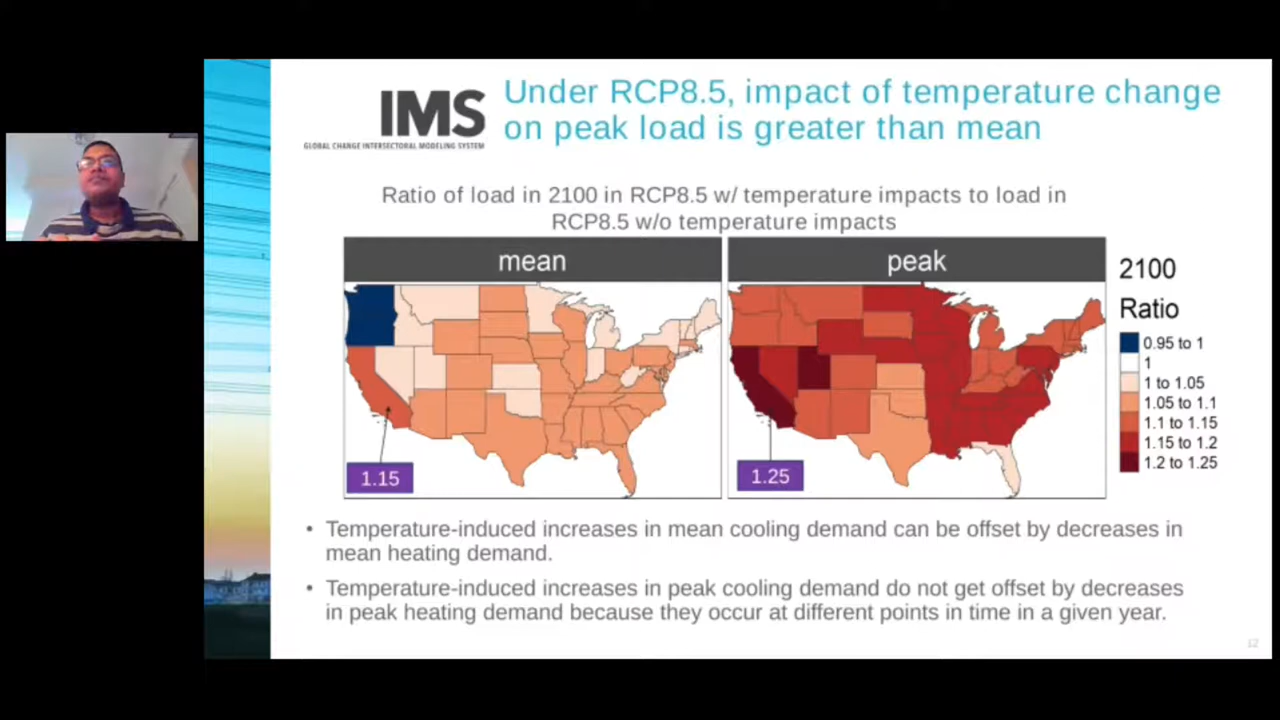 IMS
GLOBAL CHANGE INTERSECTORAL MODELING SYSTEM
Under RCP8.5, impact of temperature change
on peak load is greater than mean
Ratio of load in 2100 in RCP8.5 w/ temperature impacts to load in
RCP8.5 w/o temperature impacts
mean
peak
2100
Ratio
0.95 to 1
1
1 to 1.05
1.05 to 1.1
1.1 to 1.15
1.15 to 1.2
1.2 to 1.25
1.15
1.25
• Temperature-induced increases in mean cooling demand can be offset by decreases in
mean heating demand.
• Temperature-induced increases in peak cooling demand do not get offset by decreases
in peak heating demand because they occur at different points in time in a given year.
12